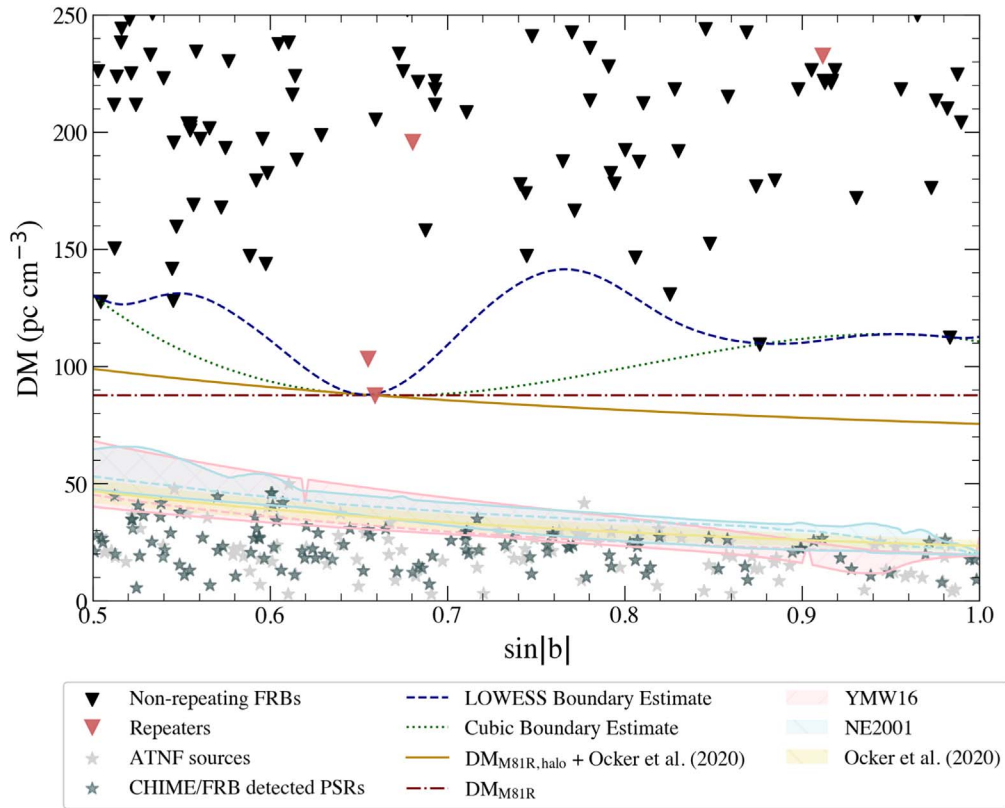 250
200
150
100
50
0
DM (pc cm⁻³)
0.5 0.6 0.7 0.8 0.9 1.0
sin|b|
Non-repeating FRBs
Repeaters
ATNF sources
CHIME/FRB detected PSRs
LOWESS Boundary Estimate
Cubic Boundary Estimate
DM_M81R,halo + Ocker et al. (2020)
DM_M81R
YMW16
NE2001
Ocker et al. (2020)